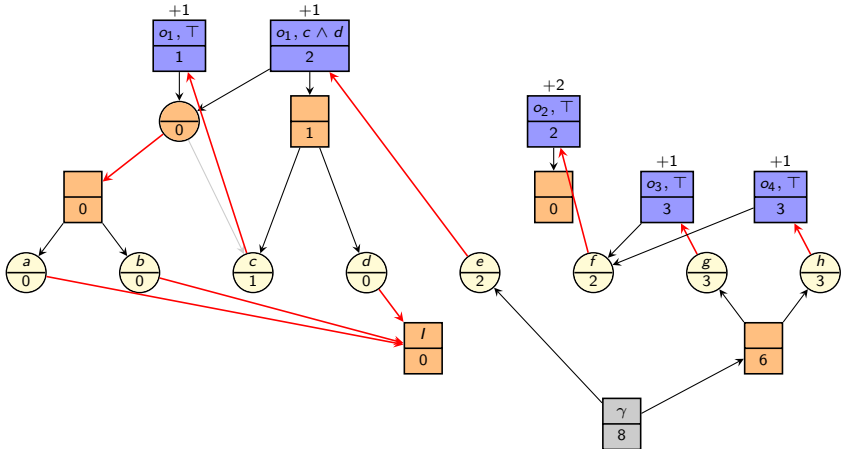 +1 +1
o₁, ⊤ o₁, c ∧ d
1 2
+2
o₂, ⊤
0 1 2
+1 +1
o₃, ⊤ o₄, ⊤
0 0 3 3
a b c d e f g h
0 0 1 0 2 2 3 3
I
0 6
γ
8